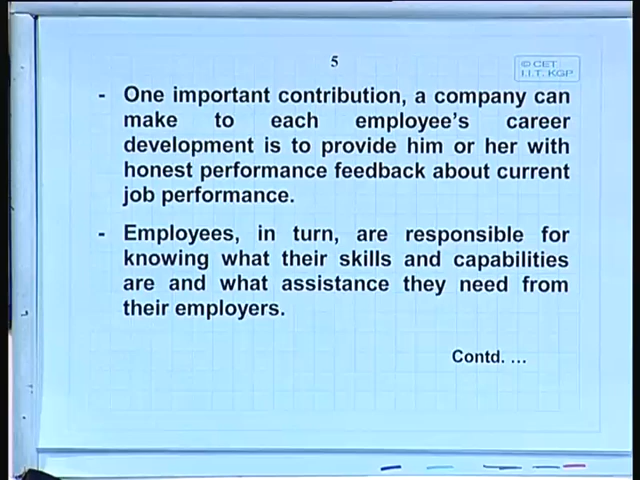 5
© CET
I.I.T. KGP
- One important contribution, a company can
make to each employee's career
development is to provide him or her with
honest performance feedback about current
job performance.
- Employees, in turn, are responsible for
knowing what their skills and capabilities
are and what assistance they need from
their employers.
Contd. ...